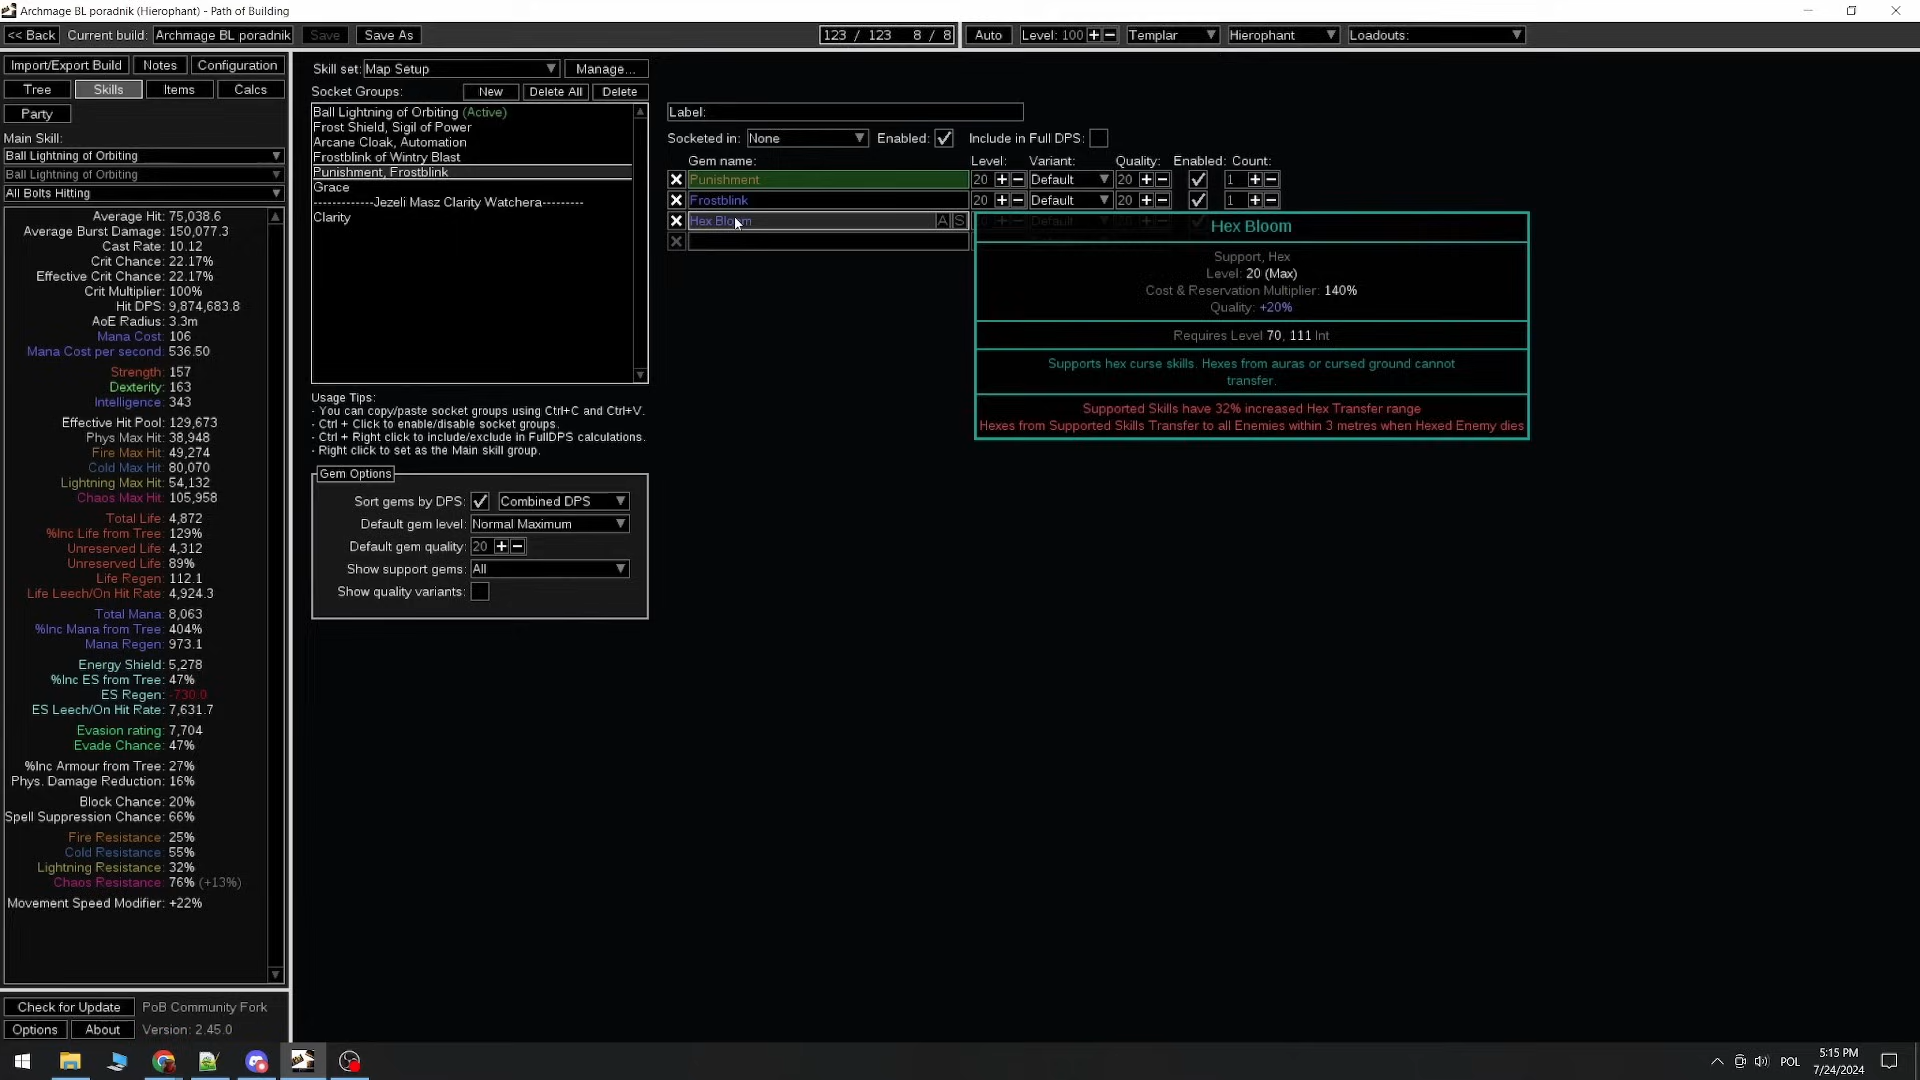 Archmage BL poradnik (Hierophant) - Path of Building
<< Back Current build: Archmage BL poradnik Save Save As 123 / 123 8 / 8 Auto Level: 100 + - Templar Hierophant Loadouts:
Import/Export Build Notes Configuration
Tree Skills Items Calcs
Party
Main Skill:
Ball Lightning of Orbiting
Ball Lightning of Orbiting
All Bolts Hitting
Average Hit: 75,038.6
Average Burst Damage: 150,077.3
Cast Rate: 10.12
Crit Chance: 22.17%
Effective Crit Chance: 22.17%
Crit Multiplier: 100%
Hit DPS: 9,874,683.8
AoE Radius: 3.3m
Mana Cost: 106
Mana Cost per second: 536.50
Strength: 157
Dexterity: 163
Intelligence: 343
Effective Hit Pool: 129,673
Phys Max Hit: 38,948
Fire Max Hit: 49,274
Cold Max Hit: 80,070
Lightning Max Hit: 54,132
Chaos Max Hit: 105,958
Total Life: 4,872
%Inc Life from Tree: 129%
Unreserved Life: 4,312
Unreserved Life: 89%
Life Regen: 112.1
Life Leech/On Hit Rate: 4,924.3
Total Mana: 8,063
%Inc Mana from Tree: 404%
Mana Regen: 973.1
Energy Shield: 5,278
%Inc ES from Tree: 47%
ES Regen: -730.0
ES Leech/On Hit Rate: 7,631.7
Evasion rating: 7,704
Evade Chance: 47%
%Inc Armour from Tree: 27%
Phys. Damage Reduction: 16%
Block Chance: 20%
Spell Suppression Chance: 66%
Fire Resistance: 25%
Cold Resistance: 55%
Lightning Resistance: 32%
Chaos Resistance: 76% (+13%)
Movement Speed Modifier: +22%
Check for Update PoB Community Fork
Options About Version: 2.45.0
Skill set: Map Setup Manage...
Socket Groups: New Delete All Delete
Ball Lightning of Orbiting (Active)
Frost Shield, Sigil of Power
Arcane Cloak, Automation
Frostblink of Wintry Blast
Punishment, Frostblink
Grace
-------------Jezeli Masz Clarity Watchera---------
Clarity
Usage Tips:
- You can copy/paste socket groups using Ctrl+C and Ctrl+V.
- Ctrl + Click to enable/disable socket groups.
- Ctrl + Right click to include/exclude in FullDPS calculations.
- Right click to set as the Main skill group.
Gem Options
Sort gems by DPS: Combined DPS
Default gem level: Normal Maximum
Default gem quality: 20 + -
Show support gems: All
Show quality variants:
Label:
Socketed in: None Enabled: Include in Full DPS:
Gem name: Level: Variant: Quality: Enabled: Count:
Punishment 20 + - Default 20 + - 1 + -
Frostblink 20 + - Default 20 + - 1 + -
Hex Bloom A S
Hex Bloom
Support, Hex
Level: 20 (Max)
Cost & Reservation Multiplier: 140%
Quality: +20%
Requires Level 70, 111 Int
Supports hex curse skills. Hexes from auras or cursed ground cannot
transfer.
Supported Skills have 32% increased Hex Transfer range
Hexes from Supported Skills Transfer to all Enemies within 3 metres when Hexed Enemy dies
POL
5:15 PM
7/24/2024